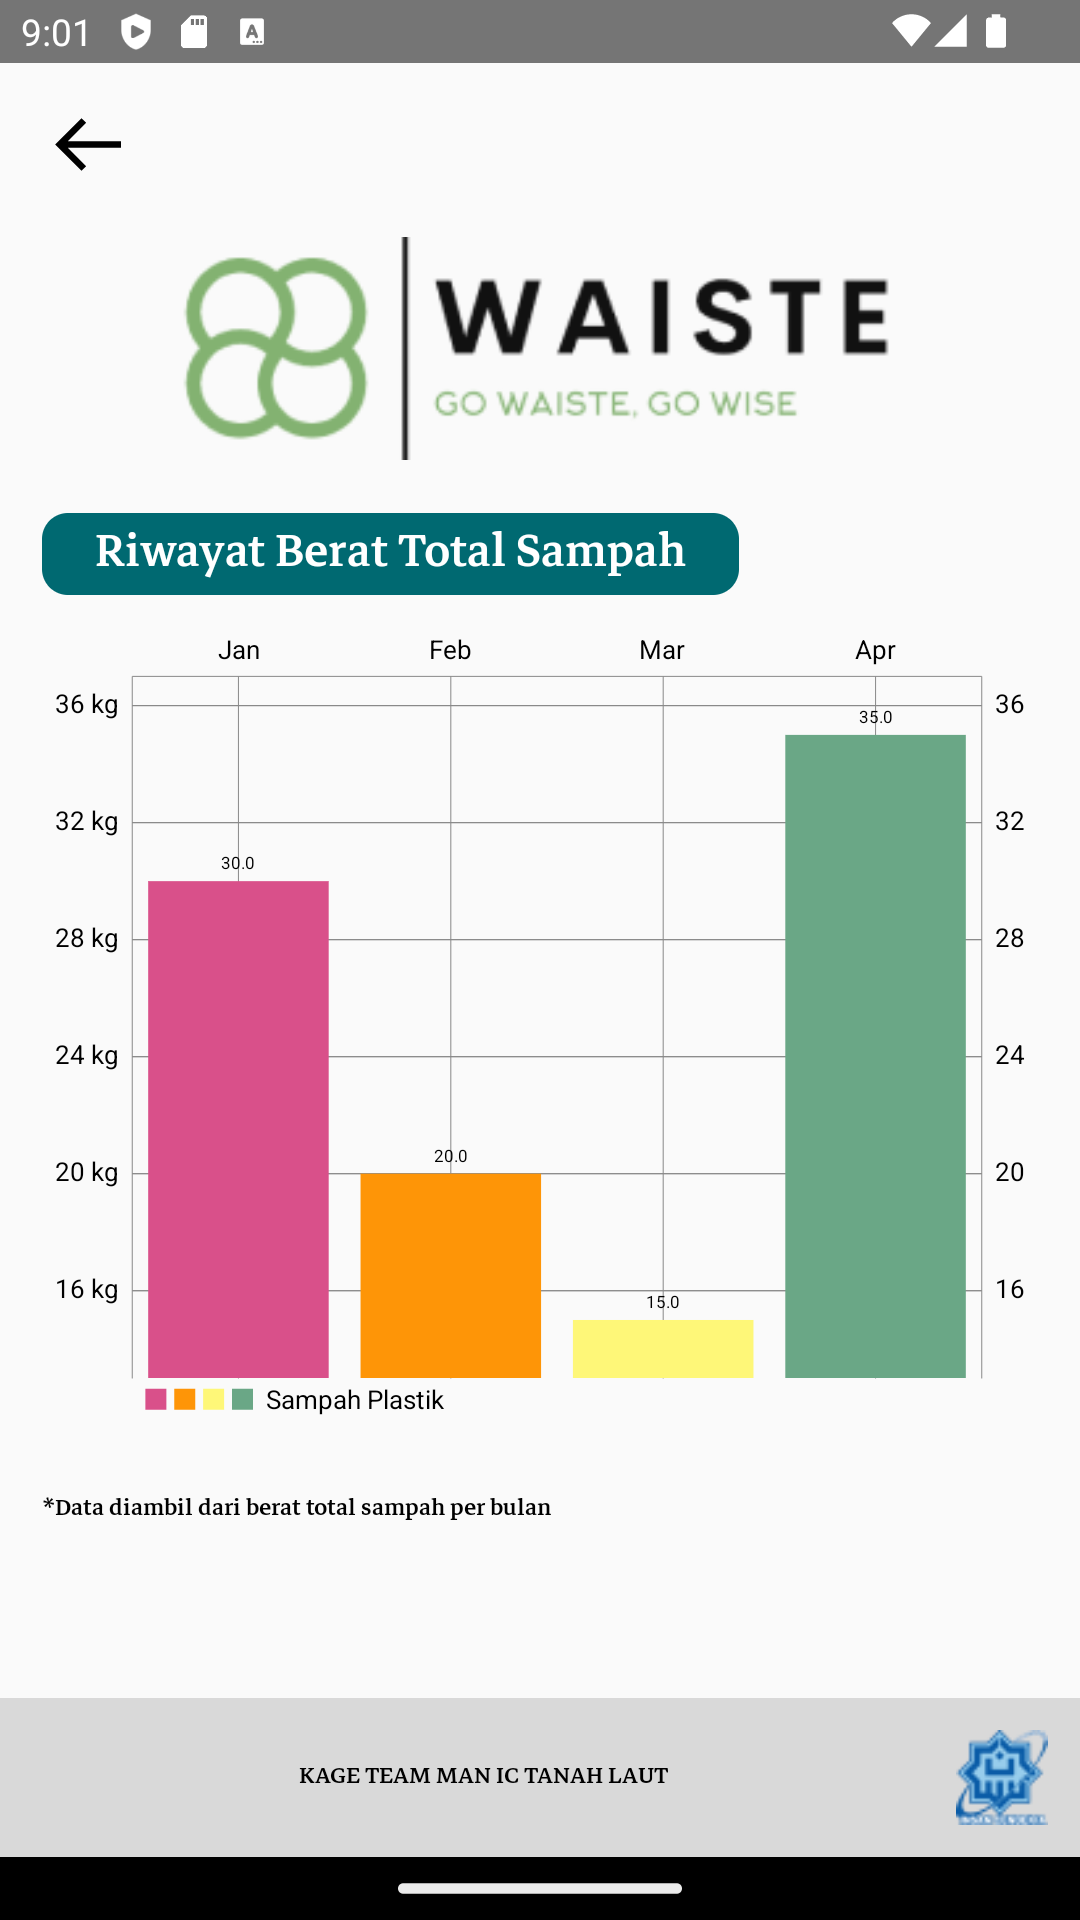 9:01
WAISTE
GO WAISTE, GO WISE
Riwayat Berat Total Sampah
Jan Feb Mar Apr
36 kg 36
35.0
32 kg 32
30.0
28 kg 28
24 kg 24
20.0
20 kg 20
16 kg 16
15.0
Sampah Plastik
*Data diambil dari berat total sampah per bulan
KAGE TEAM MAN IC TANAH LAUT